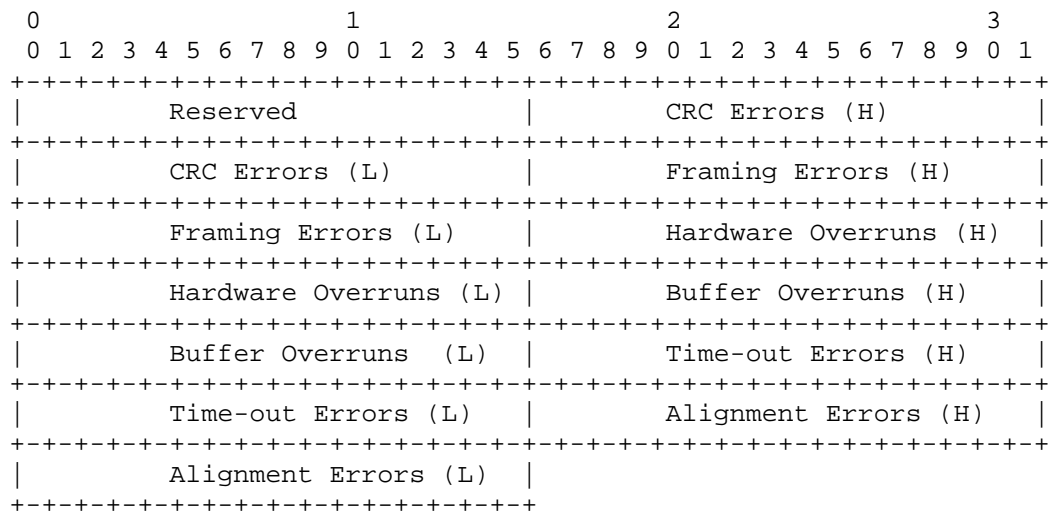 0                   1                   2                   3
 0 1 2 3 4 5 6 7 8 9 0 1 2 3 4 5 6 7 8 9 0 1 2 3 4 5 6 7 8 9 0 1
+-+-+-+-+-+-+-+-+-+-+-+-+-+-+-+-+-+-+-+-+-+-+-+-+-+-+-+-+-+-+-+-+
|         Reserved              |        CRC Errors (H)         |
+-+-+-+-+-+-+-+-+-+-+-+-+-+-+-+-+-+-+-+-+-+-+-+-+-+-+-+-+-+-+-+-+
|         CRC Errors (L)        |        Framing Errors (H)     |
+-+-+-+-+-+-+-+-+-+-+-+-+-+-+-+-+-+-+-+-+-+-+-+-+-+-+-+-+-+-+-+-+
|         Framing Errors (L)    |        Hardware Overruns (H)  |
+-+-+-+-+-+-+-+-+-+-+-+-+-+-+-+-+-+-+-+-+-+-+-+-+-+-+-+-+-+-+-+-+
|         Hardware Overruns (L) |        Buffer Overruns (H)    |
+-+-+-+-+-+-+-+-+-+-+-+-+-+-+-+-+-+-+-+-+-+-+-+-+-+-+-+-+-+-+-+-+
|         Buffer Overruns  (L)  |        Time-out Errors (H)    |
+-+-+-+-+-+-+-+-+-+-+-+-+-+-+-+-+-+-+-+-+-+-+-+-+-+-+-+-+-+-+-+-+
|         Time-out Errors (L)   |        Alignment Errors (H)   |
+-+-+-+-+-+-+-+-+-+-+-+-+-+-+-+-+-+-+-+-+-+-+-+-+-+-+-+-+-+-+-+-+
|         Alignment Errors (L)  |
+-+-+-+-+-+-+-+-+-+-+-+-+-+-+-+-+